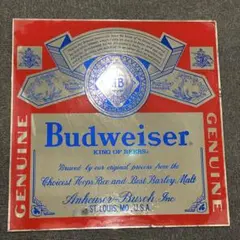 GENUINE
GENUINE
Budweiser
KING OF BEERS
Brewed by our original process from the
Choicest Hops, Rice and Best Barley Malt
Anheuser-Busch, Inc.
ST. LOUIS, MO., U.S.A.